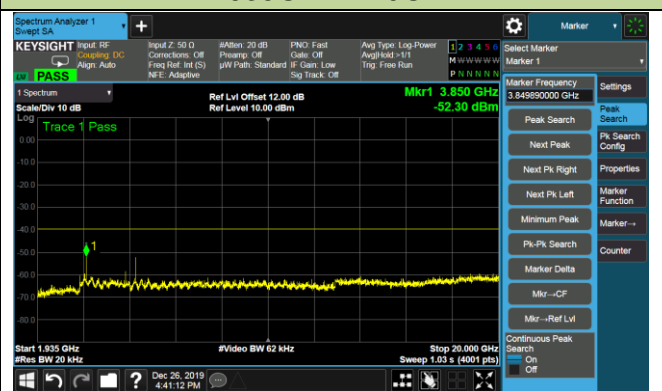 Spectrum Analyzer 1
Swept SA
Marker
KEYSIGHT
Input: RF
Coupling: DC
Align: Auto
Input Z: 50 Ω
Corrections: Off
Freq Ref: Int (S)
NFE: Adaptive
#Atten: 20 dB
Preamp: Off
µW Path: Standard
PNO: Fast
Gate: Off
IF Gain: Low
Sig Track: Off
Avg Type: Log-Power
Avg|Hold:>1/1
Trig: Free Run
1 2 3 4 5 6
M W W W W W
P N N N N N
PASS
Select Marker
Marker 1
1 Spectrum
Scale/Div 10 dB
Log
Ref Lvl Offset 12.00 dB
Ref Level 10.00 dBm
Mkr1 3.850 GHz
-52.30 dBm
Trace 1 Pass
0.00
-10.0
-20.0
-30.0
-40.0
-50.0
-60.0
-70.0
-80.0
1
Start 1.935 GHz
#Res BW 20 kHz
#Video BW 62 kHz
Stop 20.000 GHz
Sweep 1.03 s (4001 pts)
Marker Frequency
3.849890000 GHz
Peak Search
Next Peak
Next Pk Right
Next Pk Left
Minimum Peak
Pk-Pk Search
Marker Delta
Mkr→CF
Mkr→Ref Lvl
Continuous Peak
Search
On
Off
Settings
Peak
Search
Pk Search
Config
Properties
Marker
Function
Marker→
Counter
?
Dec 26, 2019
4:41:12 PM